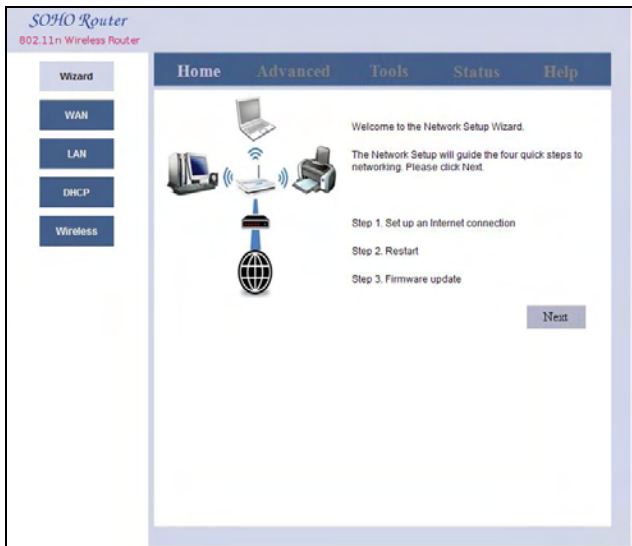 SOHO Router
802.11n Wireless Router
Wizard
WAN
LAN
DHCP
Wireless
Home Advanced Tools Status Help
Welcome to the Network Setup Wizard.
The Network Setup will guide the four quick steps to
networking. Please click Next.
Step 1. Set up an Internet connection
Step 2. Restart
Step 3. Firmware update
Next